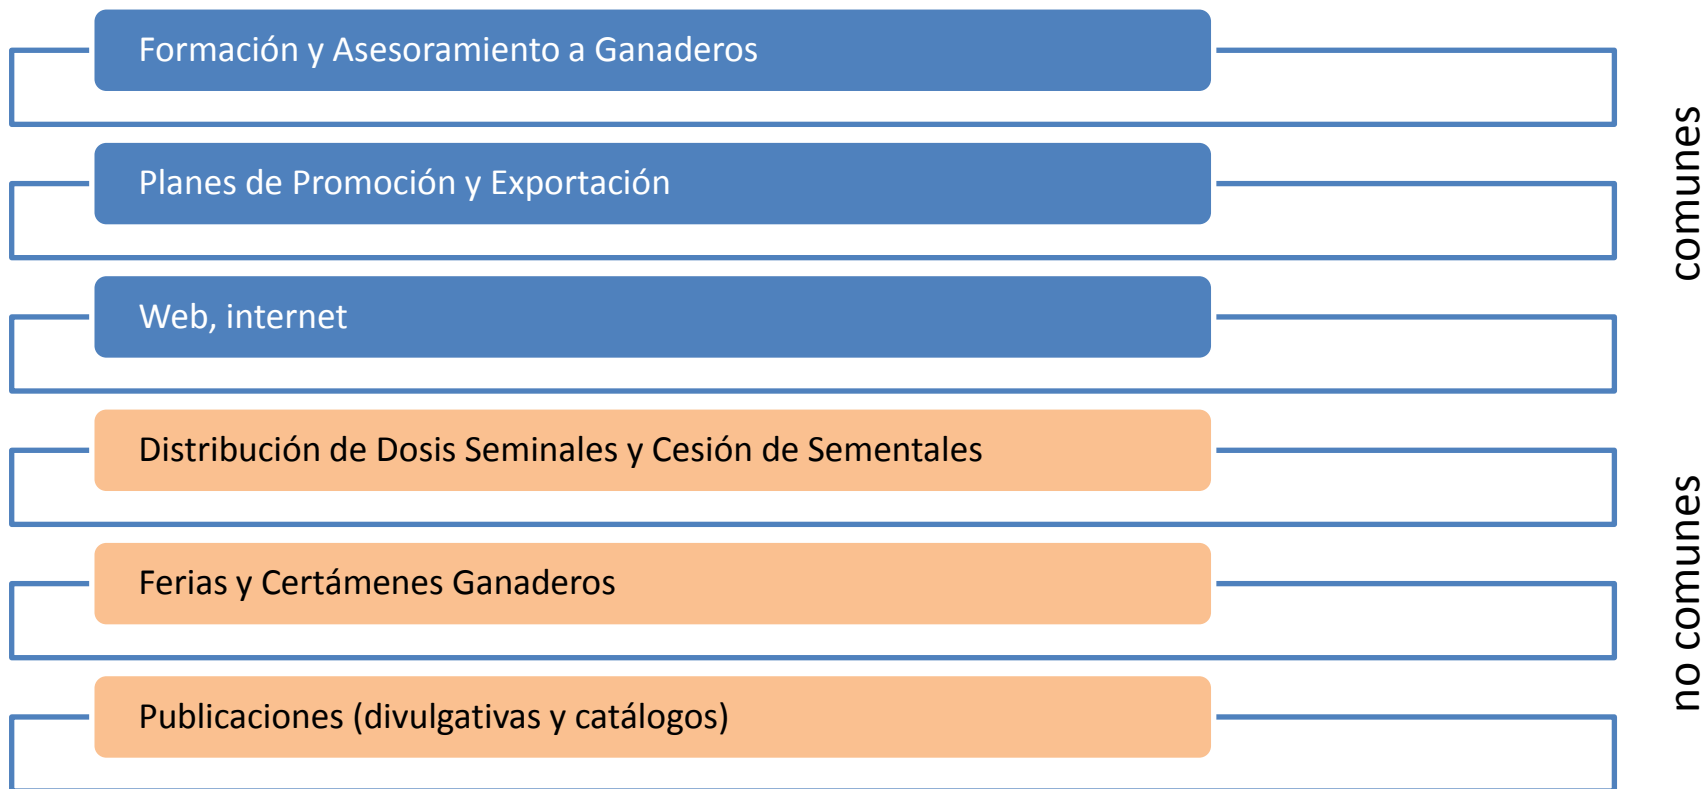 Formación y Asesoramiento a Ganaderos
Planes de Promoción y Exportación
Web, internet
comunes
Distribución de Dosis Seminales y Cesión de Sementales
Ferias y Certámenes Ganaderos
Publicaciones (divulgativas y catálogos)
no comunes